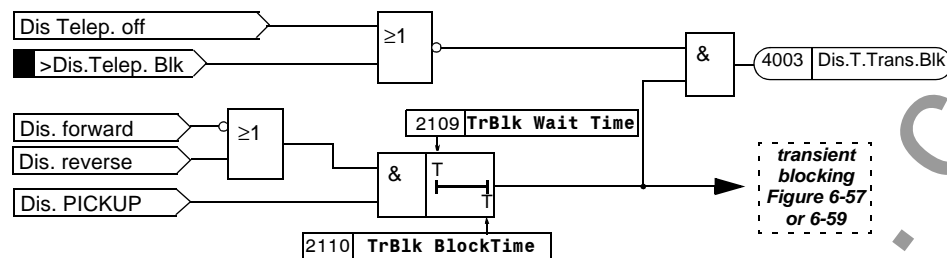 Dis Telep. off
>Dis.Telep. Blk
≥1
&
4003 Dis.T.Trans.Blk
Dis. forward
Dis. reverse
≥1
2109 TrBlk Wait Time
Dis. PICKUP
&
T
T
2110 TrBlk BlockTime
transient
blocking
Figure 6-57
or 6-59